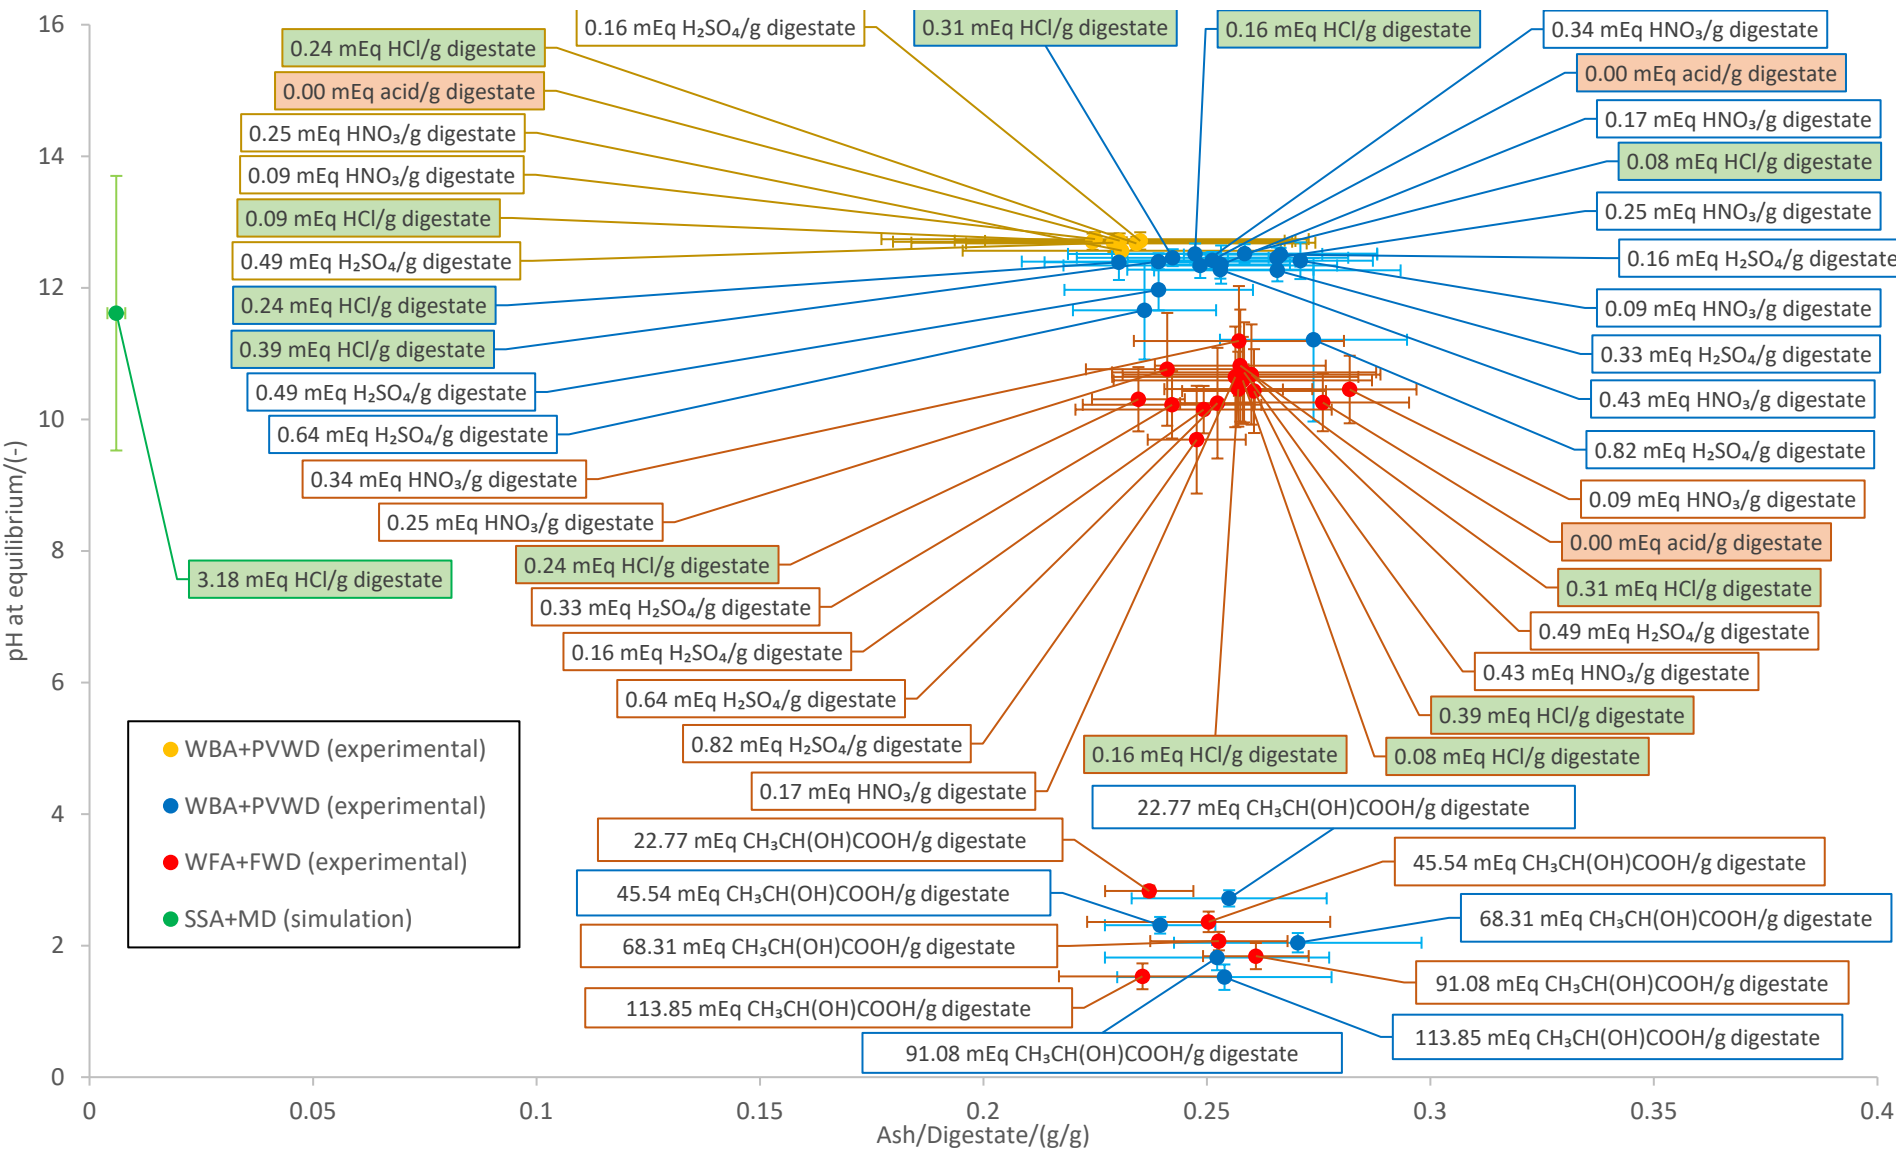 16
14
12
10
8
6
4
2
0
pH at equilibrium/(-)
0.16 mEq H₂SO₄/g digestate
0.31 mEq HCl/g digestate
0.16 mEq HCl/g digestate
0.34 mEq HNO₃/g digestate
0.24 mEq HCl/g digestate
0.00 mEq acid/g digestate
0.00 mEq acid/g digestate
0.25 mEq HNO₃/g digestate
0.17 mEq HNO₃/g digestate
0.09 mEq HNO₃/g digestate
0.08 mEq HCl/g digestate
0.09 mEq HCl/g digestate
0.25 mEq HNO₃/g digestate
0.49 mEq H₂SO₄/g digestate
0.16 mEq H₂SO₄/g digestate
0.24 mEq HCl/g digestate
0.09 mEq HNO₃/g digestate
0.39 mEq HCl/g digestate
0.33 mEq H₂SO₄/g digestate
0.49 mEq H₂SO₄/g digestate
0.43 mEq HNO₃/g digestate
0.64 mEq H₂SO₄/g digestate
0.82 mEq H₂SO₄/g digestate
0.34 mEq HNO₃/g digestate
0.09 mEq HNO₃/g digestate
0.25 mEq HNO₃/g digestate
0.00 mEq acid/g digestate
0.24 mEq HCl/g digestate
3.18 mEq HCl/g digestate
0.31 mEq HCl/g digestate
0.33 mEq H₂SO₄/g digestate
0.49 mEq H₂SO₄/g digestate
0.16 mEq H₂SO₄/g digestate
0.43 mEq HNO₃/g digestate
0.64 mEq H₂SO₄/g digestate
0.39 mEq HCl/g digestate
0.82 mEq H₂SO₄/g digestate
0.16 mEq HCl/g digestate
0.08 mEq HCl/g digestate
0.17 mEq HNO₃/g digestate
22.77 mEq CH₃CH(OH)COOH/g digestate
22.77 mEq CH₃CH(OH)COOH/g digestate
45.54 mEq CH₃CH(OH)COOH/g digestate
45.54 mEq CH₃CH(OH)COOH/g digestate
68.31 mEq CH₃CH(OH)COOH/g digestate
68.31 mEq CH₃CH(OH)COOH/g digestate
91.08 mEq CH₃CH(OH)COOH/g digestate
113.85 mEq CH₃CH(OH)COOH/g digestate
113.85 mEq CH₃CH(OH)COOH/g digestate
91.08 mEq CH₃CH(OH)COOH/g digestate
WBA+PVWD (experimental)
WBA+PVWD (experimental)
WFA+FWD (experimental)
SSA+MD (simulation)
0 0.05 0.1 0.15 0.2 0.25 0.3 0.35 0.4
Ash/Digestate/(g/g)